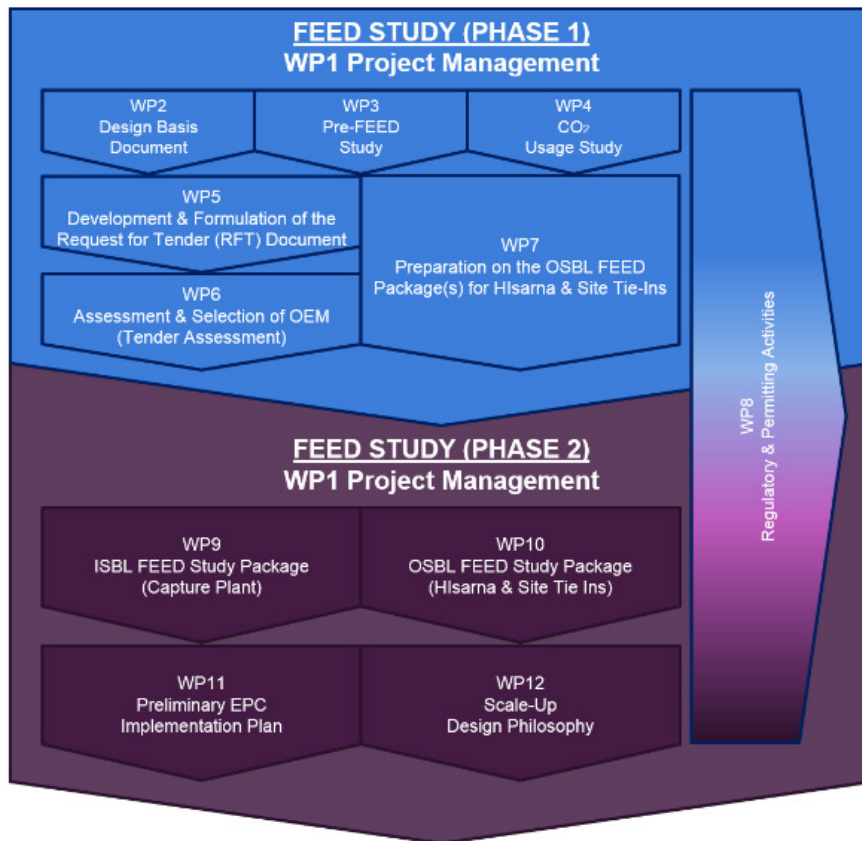 FEED STUDY (PHASE 1)
WP1 Project Management
WP2
Design Basis
Document
WP3
Pre-FEED
Study
WP4
CO₂
Usage Study
WP5
Development & Formulation of the
Request for Tender (RFT) Document
WP6
Assessment & Selection of OEM
(Tender Assessment)
WP7
Preparation on the OSBL FEED
Package(s) for HIsarna & Site Tie-Ins
WP8
Regulatory & Permitting Activities
FEED STUDY (PHASE 2)
WP1 Project Management
WP9
ISBL FEED Study Package
(Capture Plant)
WP10
OSBL FEED Study Package
(HIsarna & Site Tie Ins)
WP11
Preliminary EPC
Implementation Plan
WP12
Scale-Up
Design Philosophy